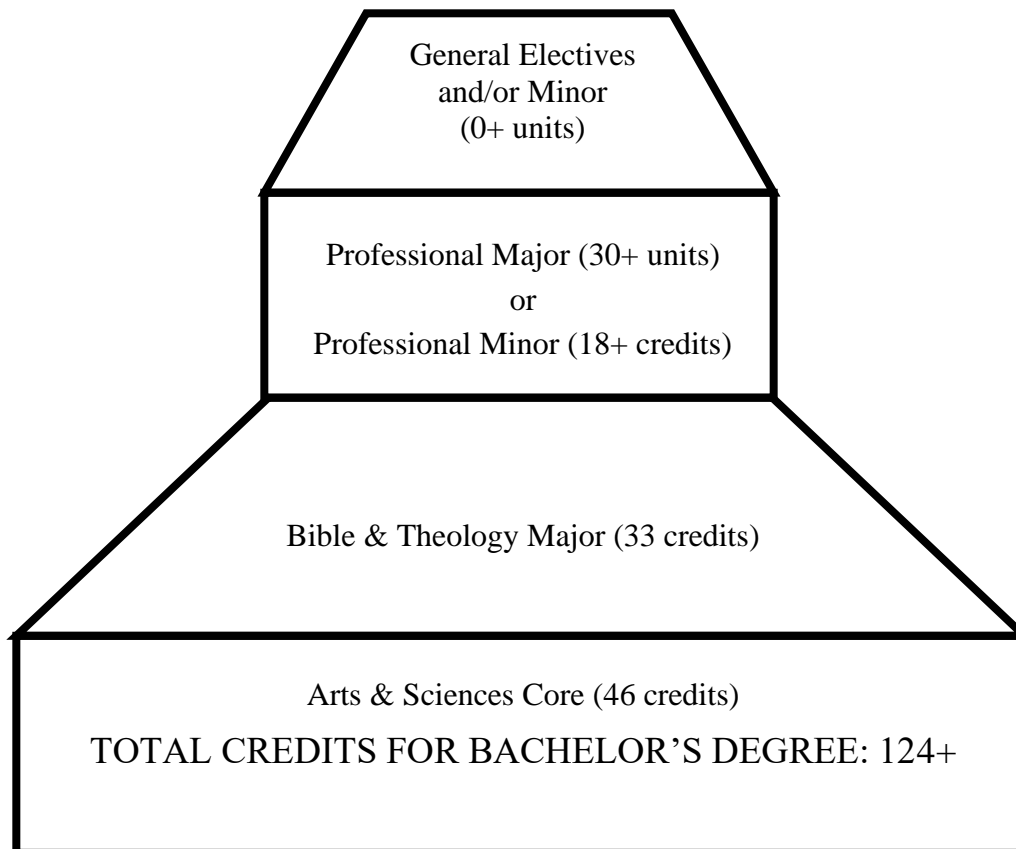 General Electives
and/or Minor
(0+ units)
Professional Major (30+ units)
or
Professional Minor (18+ credits)
Bible & Theology Major (33 credits)
Arts & Sciences Core (46 credits)
TOTAL CREDITS FOR BACHELOR’S DEGREE: 124+